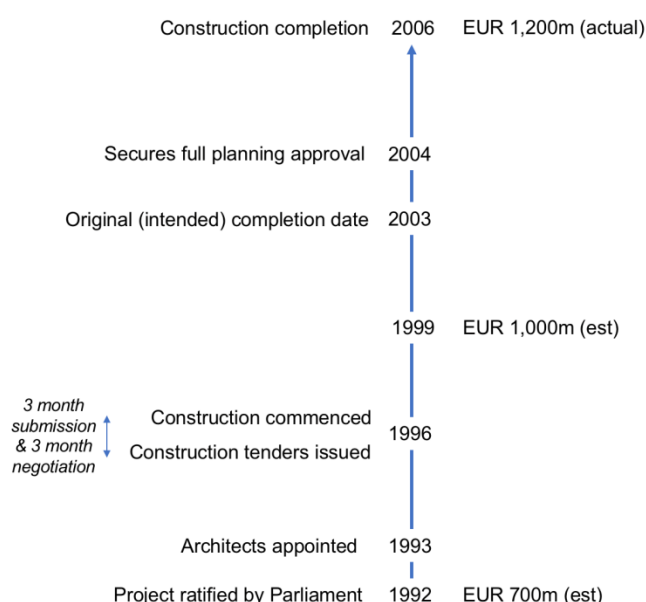 Construction completion 2006 EUR 1,200m (actual)
Secures full planning approval 2004
Original (intended) completion date 2003
1999 EUR 1,000m (est)
3 month
submission
& 3 month
negotiation
Construction commenced
1996
Construction tenders issued
Architects appointed 1993
Project ratified by Parliament 1992 EUR 700m (est)